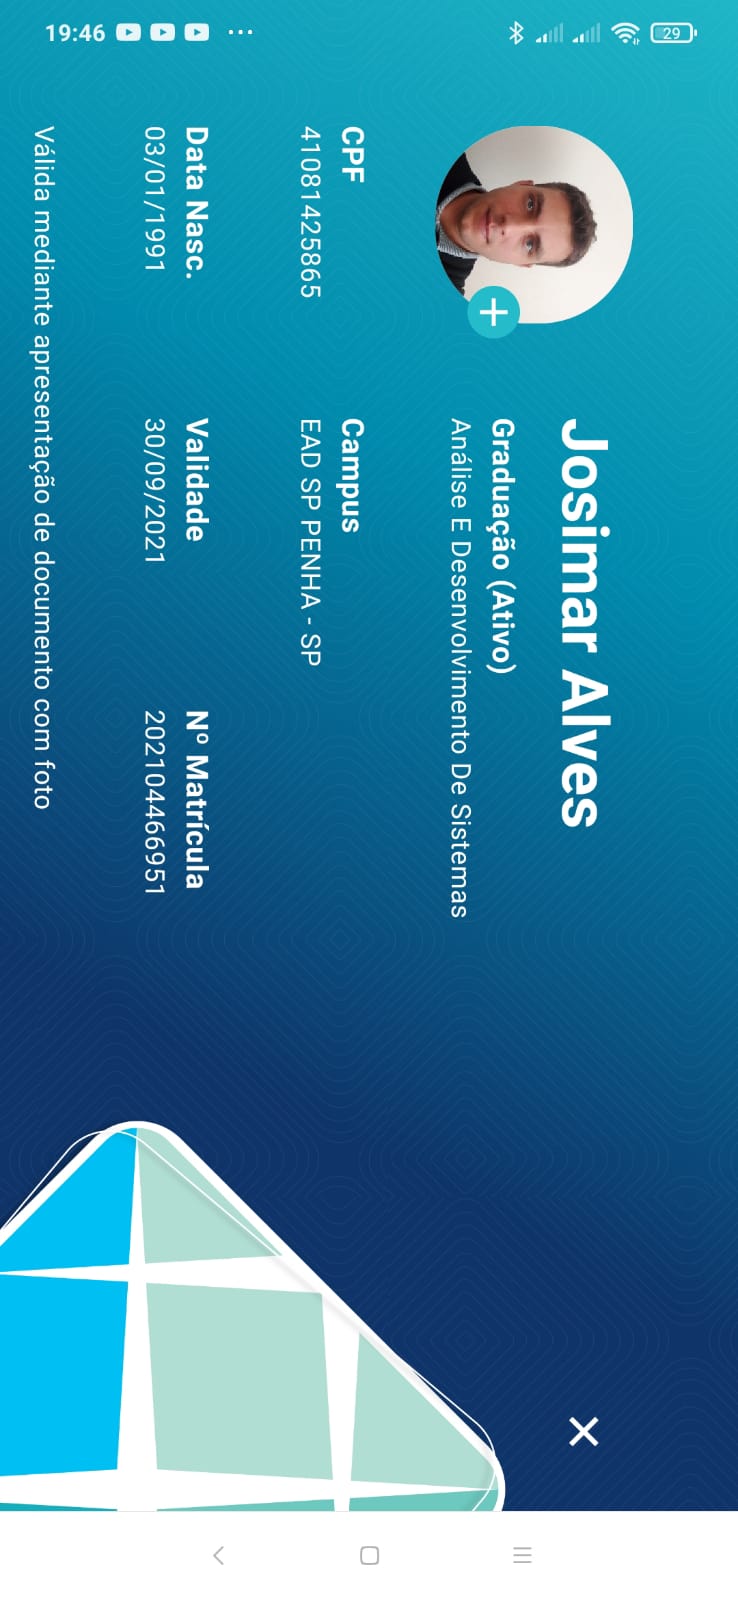 19:46
29
Josimar Alves
Graduação (Ativo)
Análise E Desenvolvimento De Sistemas
CPF
41081425865
Campus
EAD SP PENHA - SP
Data Nasc.
03/01/1991
Validade
30/09/2021
Nº Matrícula
202104466951
Válida mediante apresentação de documento com foto